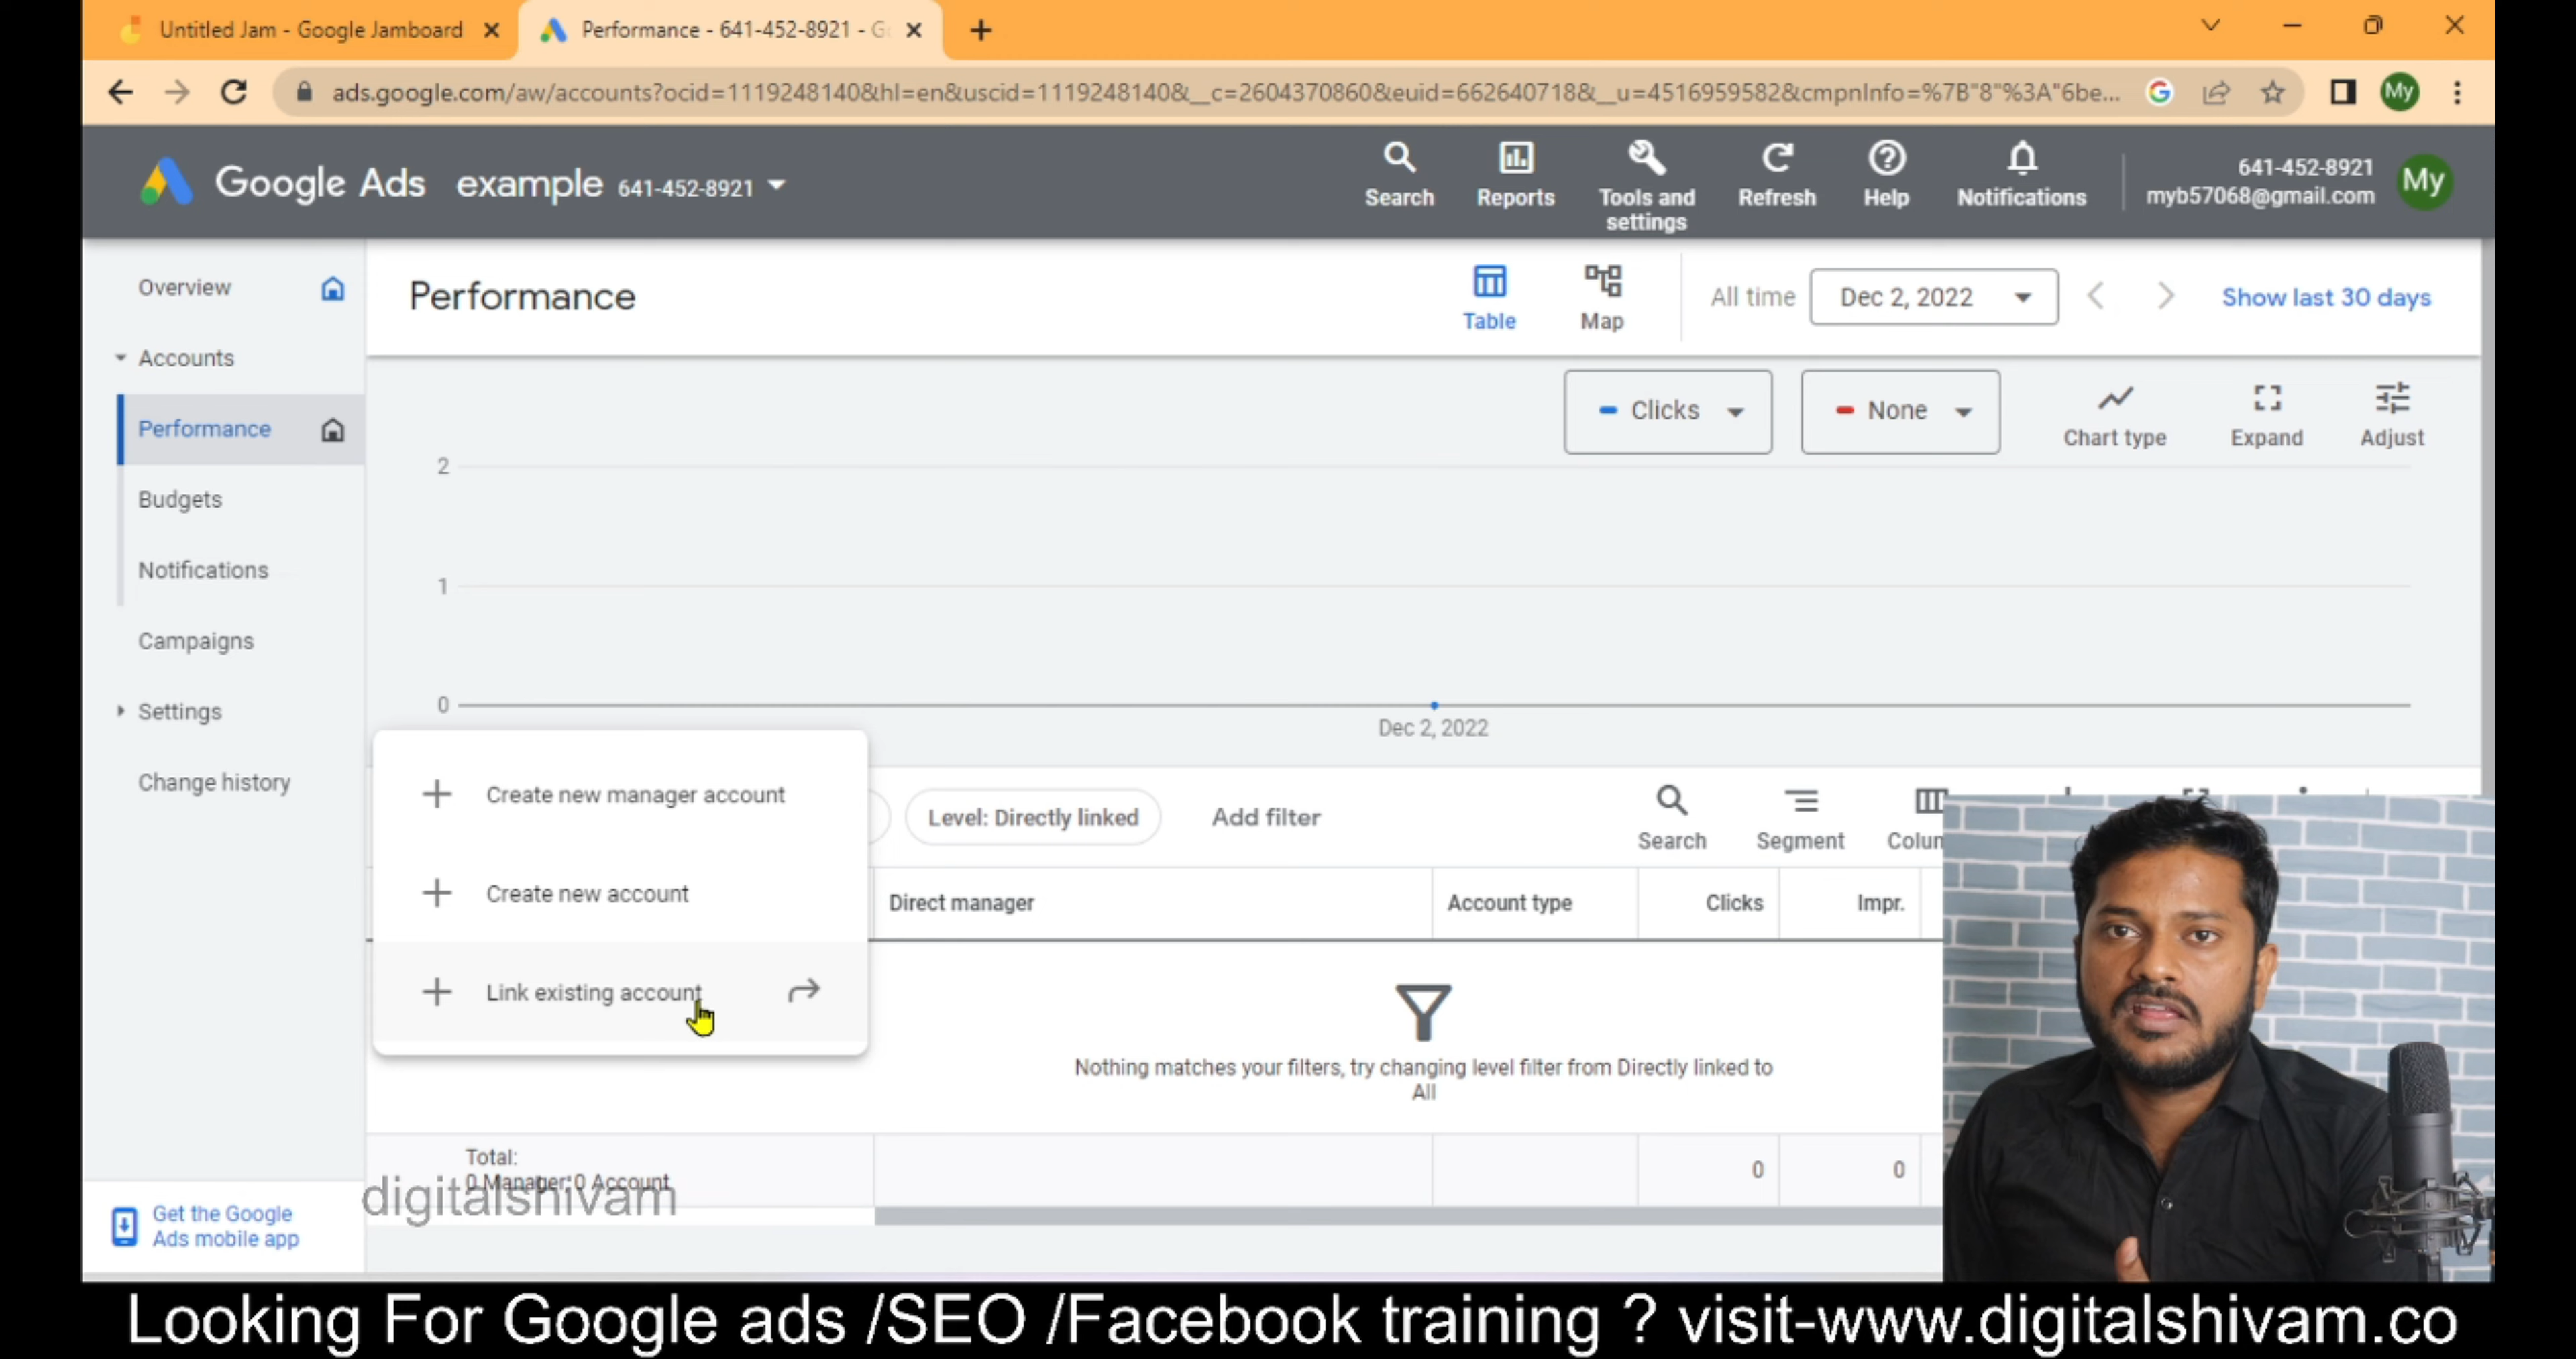 Untitled Jam - Google Jamboard
Performance - 641-452-8921 - G
ads.google.com/aw/accounts?ocid=1119248140&hl=en&uscid=1119248140&__c=2604370860&euid=662640718&__u=4516959582&cmpnInfo=%7B"8"%3A"6be...
My
Google Ads example 641-452-8921
Search
Reports
Tools and
settings
Refresh
Help
Notifications
641-452-8921
myb57068@gmail.com
My
Overview
Accounts
Performance
Budgets
Notifications
Campaigns
Settings
Change history
Get the Google
Ads mobile app
Performance
Table
Map
All time
Dec 2, 2022
Show last 30 days
Clicks
None
Chart type
Expand
Adjust
2
1
0
Dec 2, 2022
Create new manager account
Create new account
Link existing account
Level: Directly linked
Add filter
Search
Segment
Colum
Direct manager
Account type
Clicks
Impr.
Nothing matches your filters, try changing level filter from Directly linked to
All
Total:
0 Manager; 0 Account
0
0
digitalshivam
Looking For Google ads /SEO /Facebook training ? visit-www.digitalshivam.co